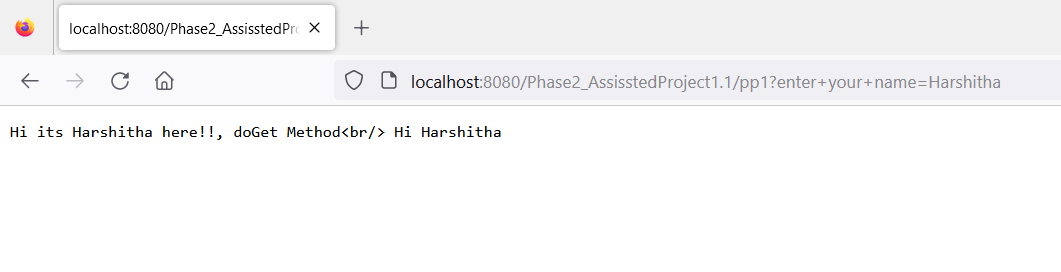 localhost:8080/Phase2_AssisstedPro
localhost:8080/Phase2_AssisstedProject1.1/pp1?enter+your+name=Harshitha
Hi its Harshitha here!!, doGet Method<br/> Hi Harshitha